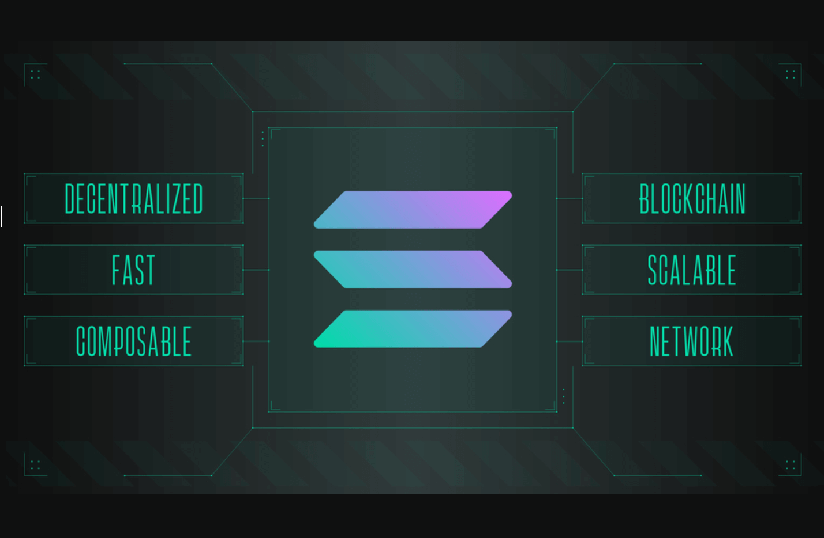 DECENTRALIZED
FAST
COMPOSABLE
BLOCKCHAIN
SCALABLE
NETWORK